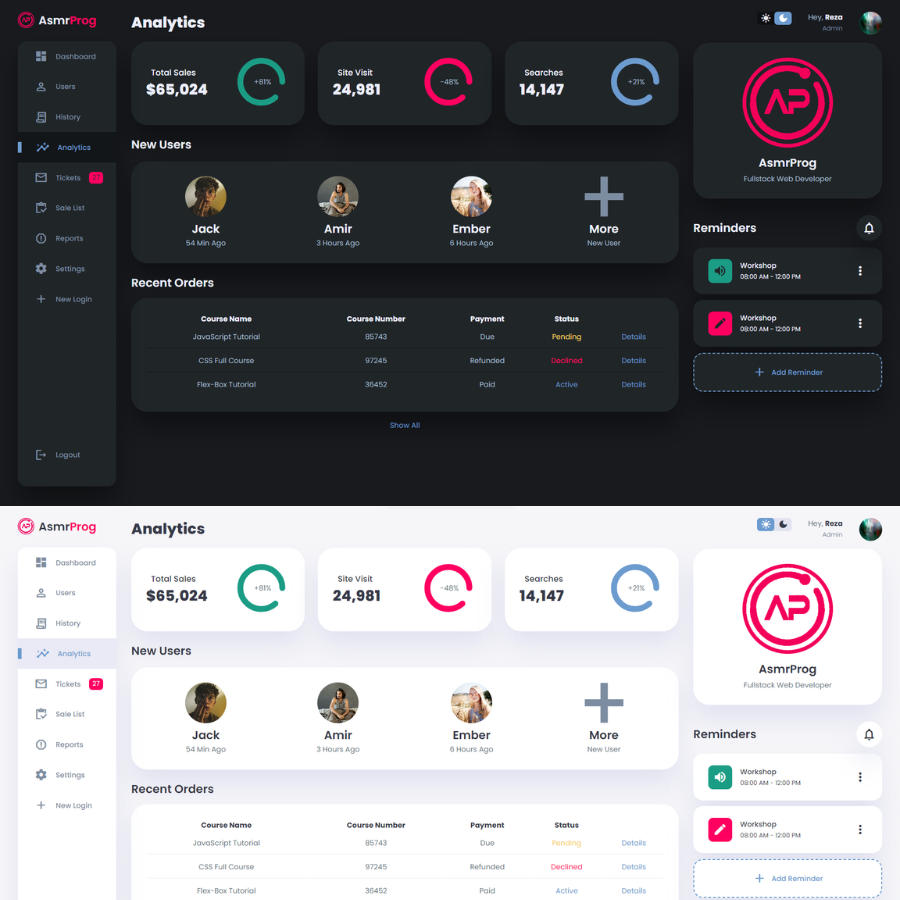 AsmrProg
Dashboard
Users
History
Analytics
Tickets 27
Sale List
Reports
Settings
New Login
Logout
Analytics
Total Sales
$65,024
+81%
Site Visit
24,981
-48%
Searches
14,147
+21%
New Users
Jack
54 Min Ago
Amir
3 Hours Ago
Ember
6 Hours Ago
More
New User
Recent Orders
Course Name Course Number Payment Status
JavaScript Tutorial 85743 Due Pending Details
CSS Full Course 97245 Refunded Declined Details
Flex-Box Tutorial 36452 Paid Active Details
Show All
Hey, Reza
Admin
AP
AsmrProg
Fullstack Web Developer
Reminders
Workshop
08:00 AM - 12:00 PM
Workshop
08:00 AM - 12:00 PM
Add Reminder
AsmrProg
Dashboard
Users
History
Analytics
Tickets 27
Sale List
Reports
Settings
New Login
Analytics
Total Sales
$65,024
+81%
Site Visit
24,981
-48%
Searches
14,147
+21%
New Users
Jack
54 Min Ago
Amir
3 Hours Ago
Ember
6 Hours Ago
More
New User
Recent Orders
Course Name Course Number Payment Status
JavaScript Tutorial 85743 Due Pending Details
CSS Full Course 97245 Refunded Declined Details
Flex-Box Tutorial 36452 Paid Active Details
Hey, Reza
Admin
AP
AsmrProg
Fullstack Web Developer
Reminders
Workshop
08:00 AM - 12:00 PM
Workshop
08:00 AM - 12:00 PM
Add Reminder